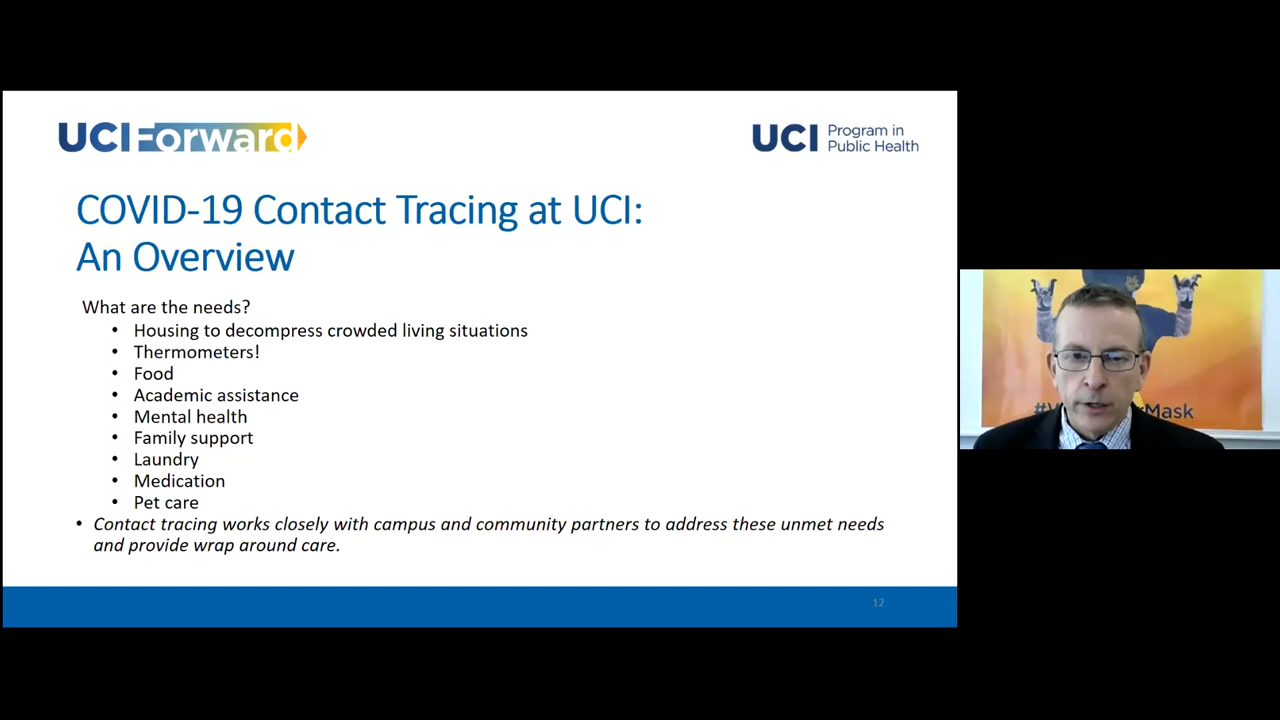 UCI Forward
UCI Program in
Public Health
COVID-19 Contact Tracing at UCI:
An Overview
What are the needs?
• Housing to decompress crowded living situations
• Thermometers!
• Food
• Academic assistance
• Mental health
• Family support
• Laundry
• Medication
• Pet care
• Contact tracing works closely with campus and community partners to address these unmet needs
and provide wrap around care.
12
Mask